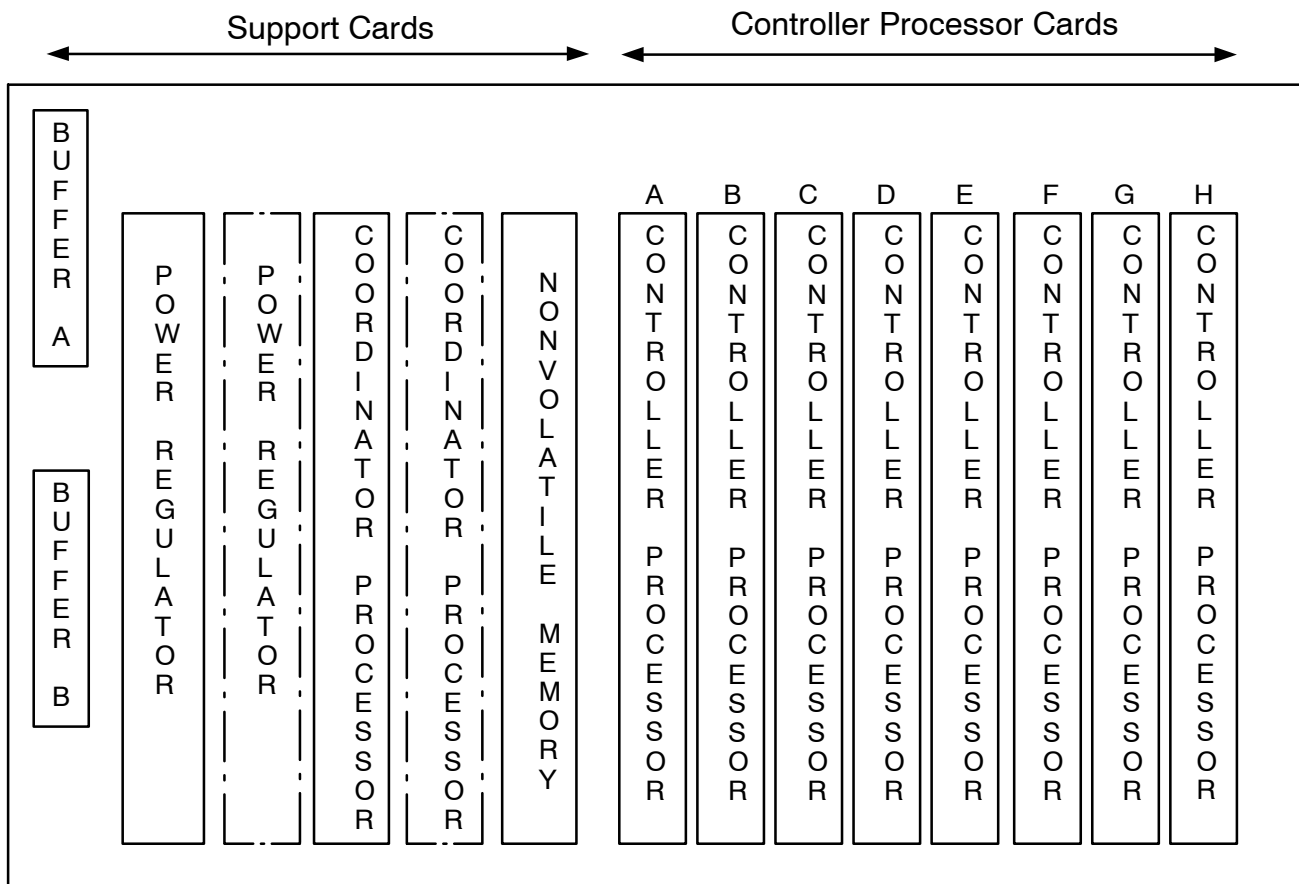 Support Cards
Controller Processor Cards
BUFFER A
BUFFER B
POWER REGULATOR
POWER REGULATOR
COORDINATOR PROCESSOR
COORDINATOR PROCESSOR
NONVOLATILE MEMORY
A
CONTROLLER PROCESSOR
B
CONTROLLER PROCESSOR
C
CONTROLLER PROCESSOR
D
CONTROLLER PROCESSOR
E
CONTROLLER PROCESSOR
F
CONTROLLER PROCESSOR
G
CONTROLLER PROCESSOR
H
CONTROLLER PROCESSOR